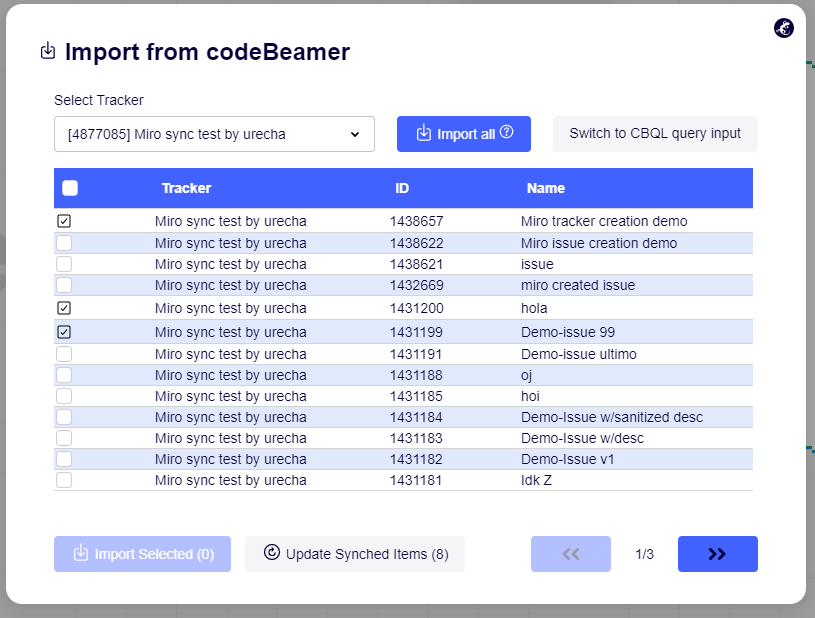 Import from codeBeamer
Select Tracker
[4877085] Miro sync test by urecha
Import all
Switch to CBQL query input
Tracker ID Name
Miro sync test by urecha 1438657 Miro tracker creation demo
Miro sync test by urecha 1438622 Miro issue creation demo
Miro sync test by urecha 1438621 issue
Miro sync test by urecha 1432669 miro created issue
Miro sync test by urecha 1431200 hola
Miro sync test by urecha 1431199 Demo-issue 99
Miro sync test by urecha 1431191 Demo-issue ultimo
Miro sync test by urecha 1431188 oj
Miro sync test by urecha 1431185 hoi
Miro sync test by urecha 1431184 Demo-Issue w/sanitized desc
Miro sync test by urecha 1431183 Demo-Issue w/desc
Miro sync test by urecha 1431182 Demo-Issue v1
Miro sync test by urecha 1431181 Idk Z
Import Selected (0)
Update Synched Items (8)
1/3